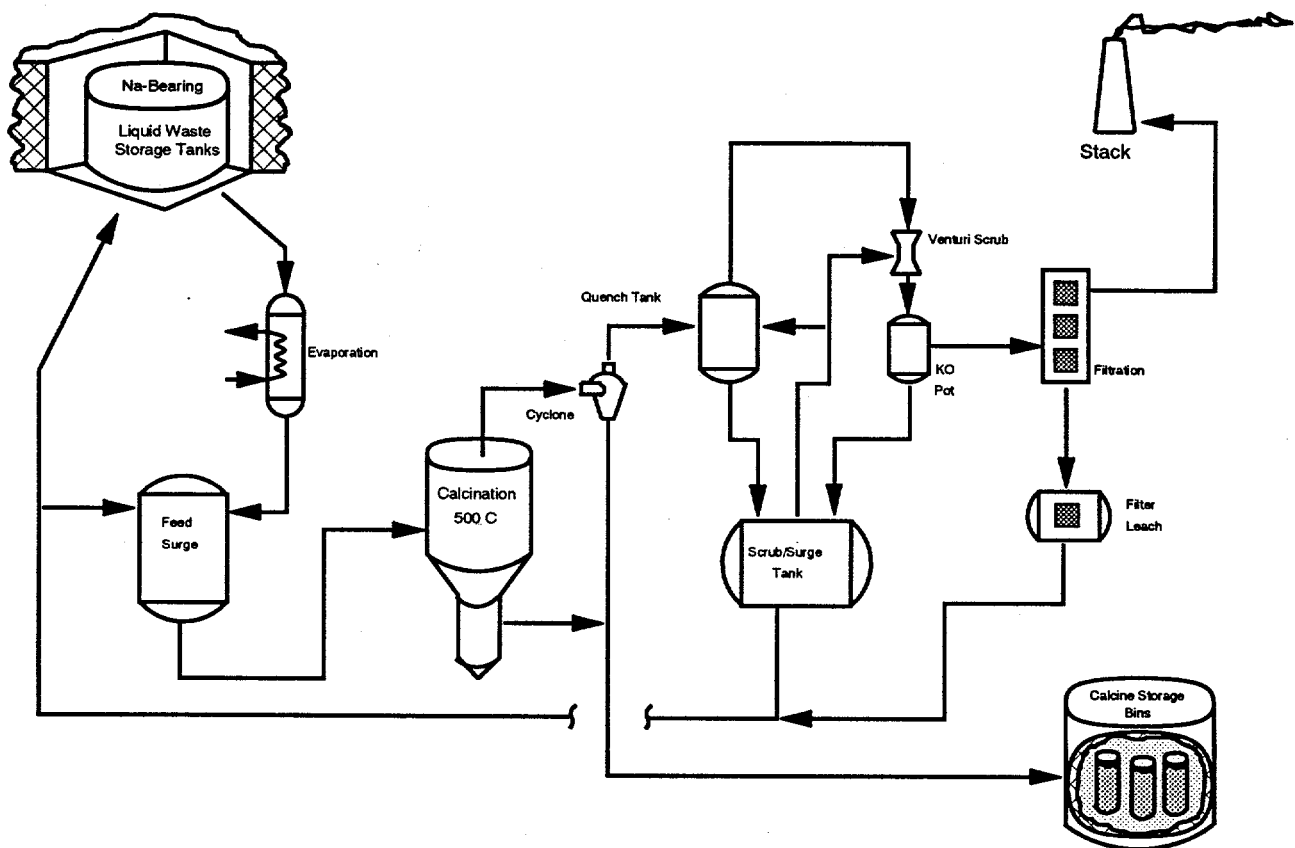 Na-Bearing
Liquid Waste
Storage Tanks
Stack
Venturi Scrub
Quench Tank
Evaporation
KO
Pot
Filtration
Cyclone
Calcination
500 C
Feed
Surge
Filter
Leach
Scrub/Surge
Tank
Calcine Storage
Bins